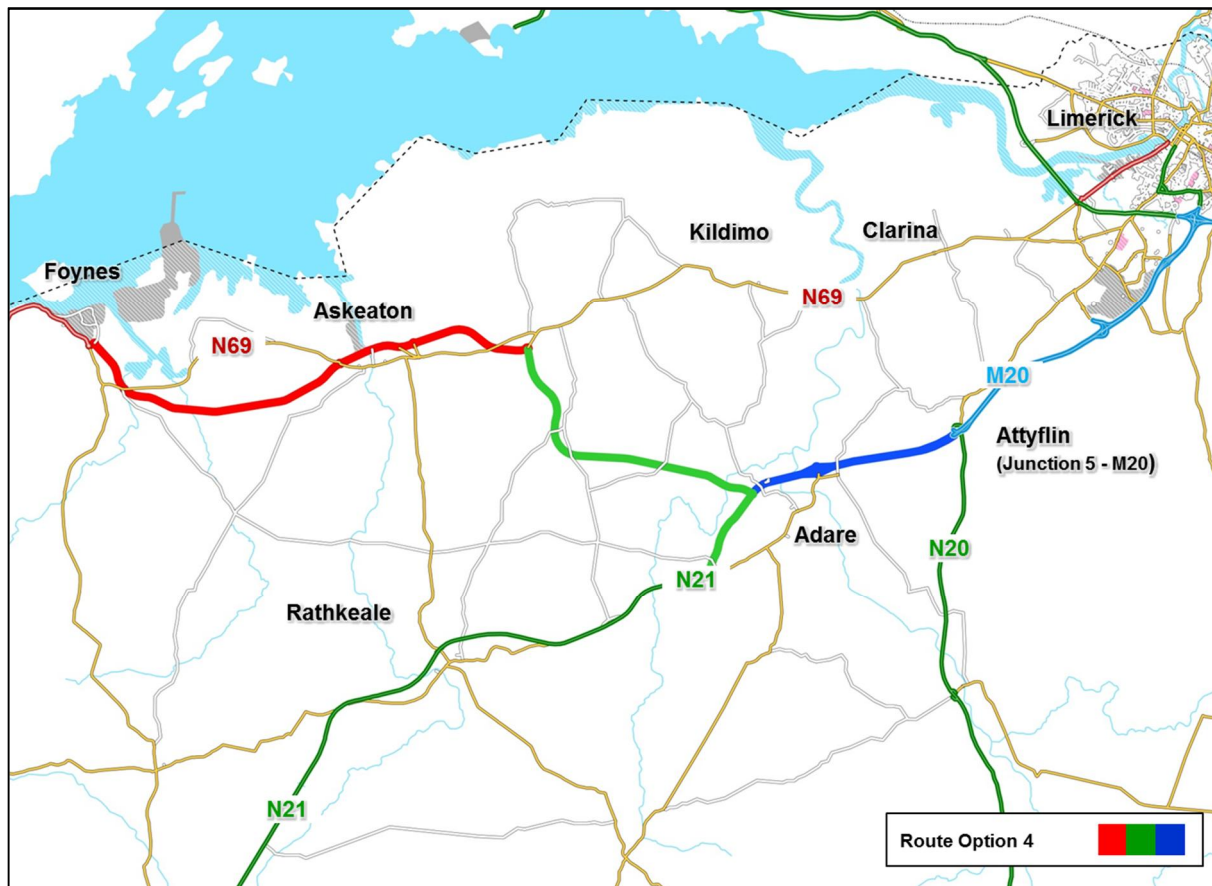 Limerick
Kildimo
Clarina
Foynes
N69
Askeaton
N69
M20
Attyflin
(Junction 5 - M20)
Adare
N20
N21
Rathkeale
N21
Route Option 4